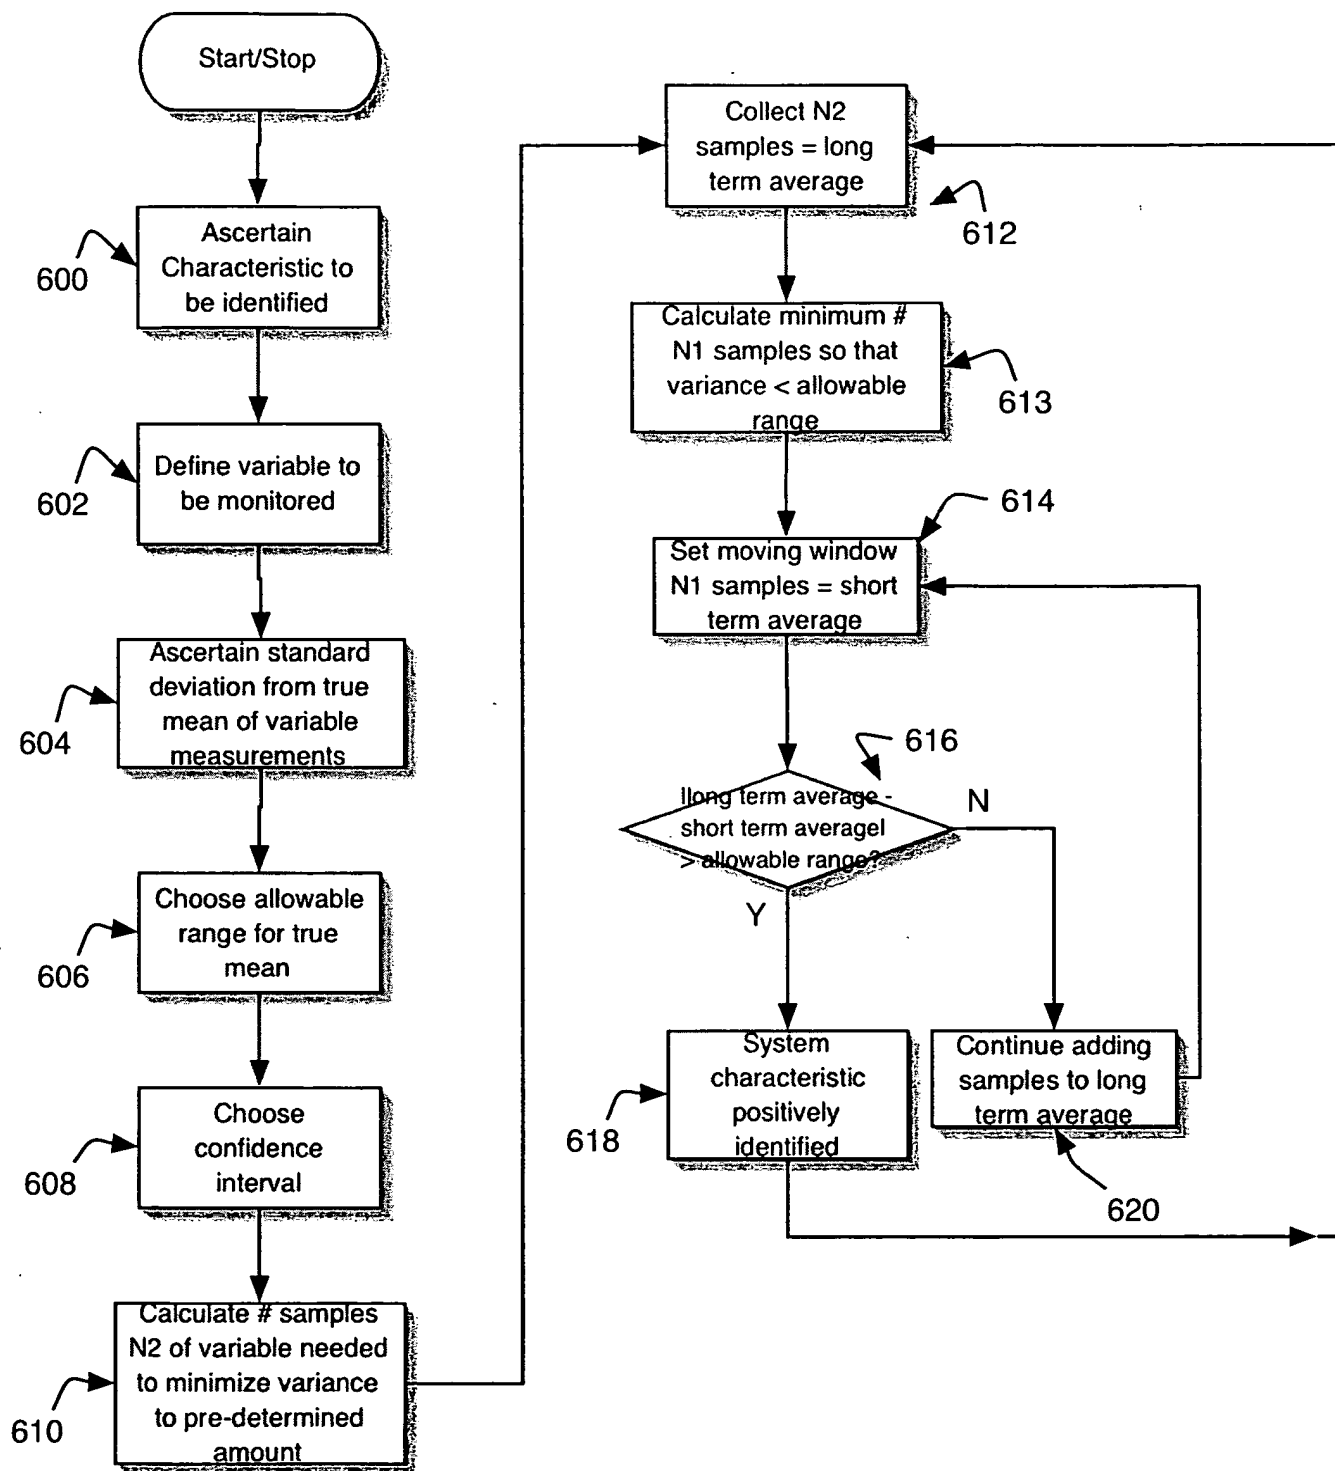 Start/Stop
Ascertain
Characteristic to
be identified
600
Define variable to
be monitored
602
Ascertain standard
deviation from true
mean of variable
measurements
604
Choose allowable
range for true
mean
606
Choose
confidence
interval
608
Calculate # samples
N2 of variable needed
to minimize variance
to pre-determined
amount
610
Collect N2
samples = long
term average
612
Calculate minimum #
N1 samples so that
variance < allowable
range
613
Set moving window
N1 samples = short
term average
614
|long term average -
short term average|
> allowable range?
616
N
Y
System
characteristic
positively
identified
618
Continue adding
samples to long
term average
620